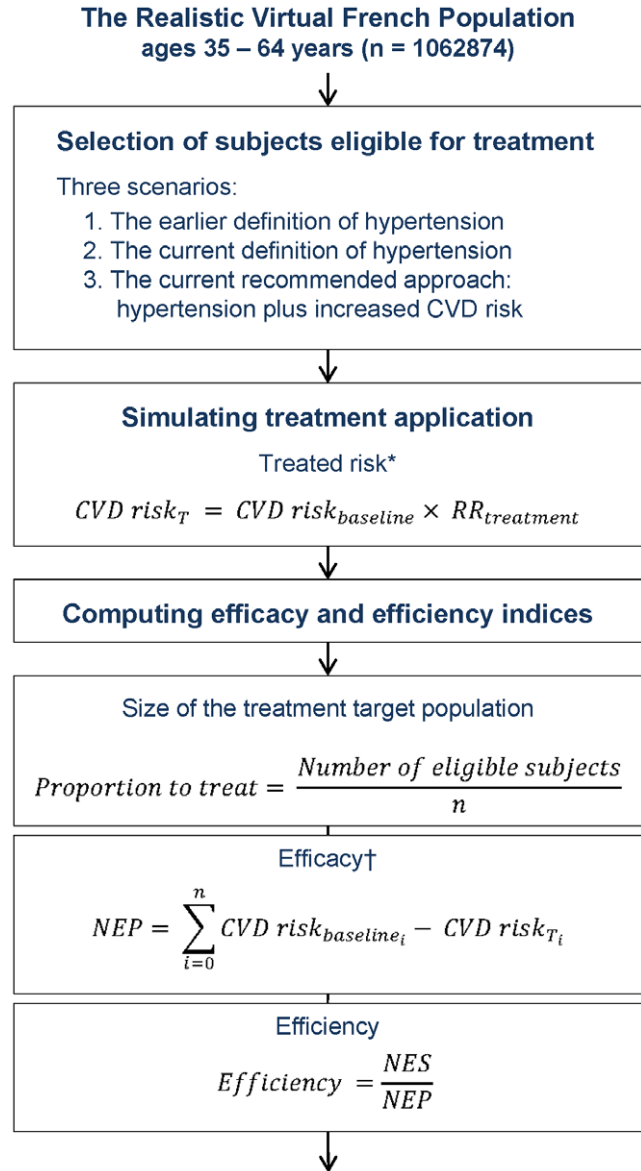 The Realistic Virtual French Population
ages 35 – 64 years (n = 1062874)
Selection of subjects eligible for treatment
Three scenarios:
1. The earlier definition of hypertension
2. The current definition of hypertension
3. The current recommended approach:
hypertension plus increased CVD risk
Simulating treatment application
Treated risk*
CVD risk_T = CVD risk_baseline × RR_treatment
Computing efficacy and efficiency indices
Size of the treatment target population
Proportion to treat = Number of eligible subjects / n
Efficacy†
NEP = ∑_{i=0}^{n} CVD risk_{baseline_i} − CVD risk_{T_i}
Efficiency
Efficiency = NES / NEP